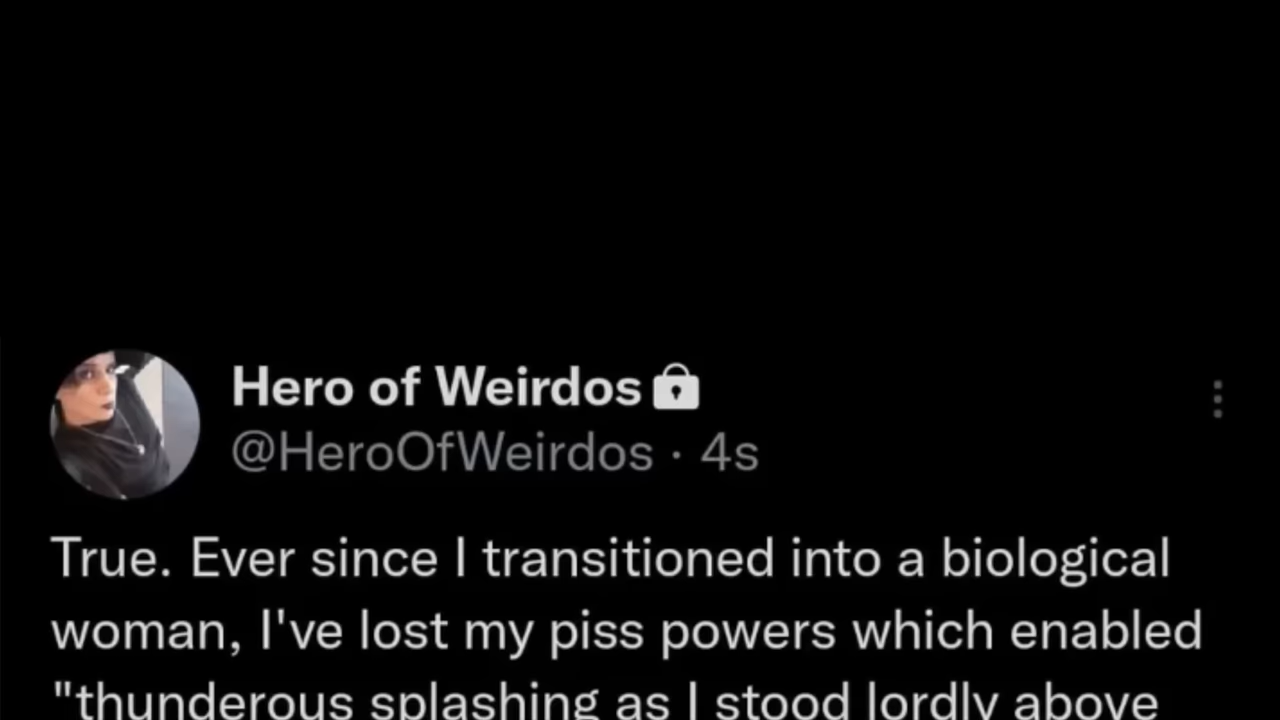 Hero of Weirdos
@HeroOfWeirdos · 4s
True. Ever since I transitioned into a biological
woman, I've lost my piss powers which enabled
"thunderous splashing as I stood lordly above